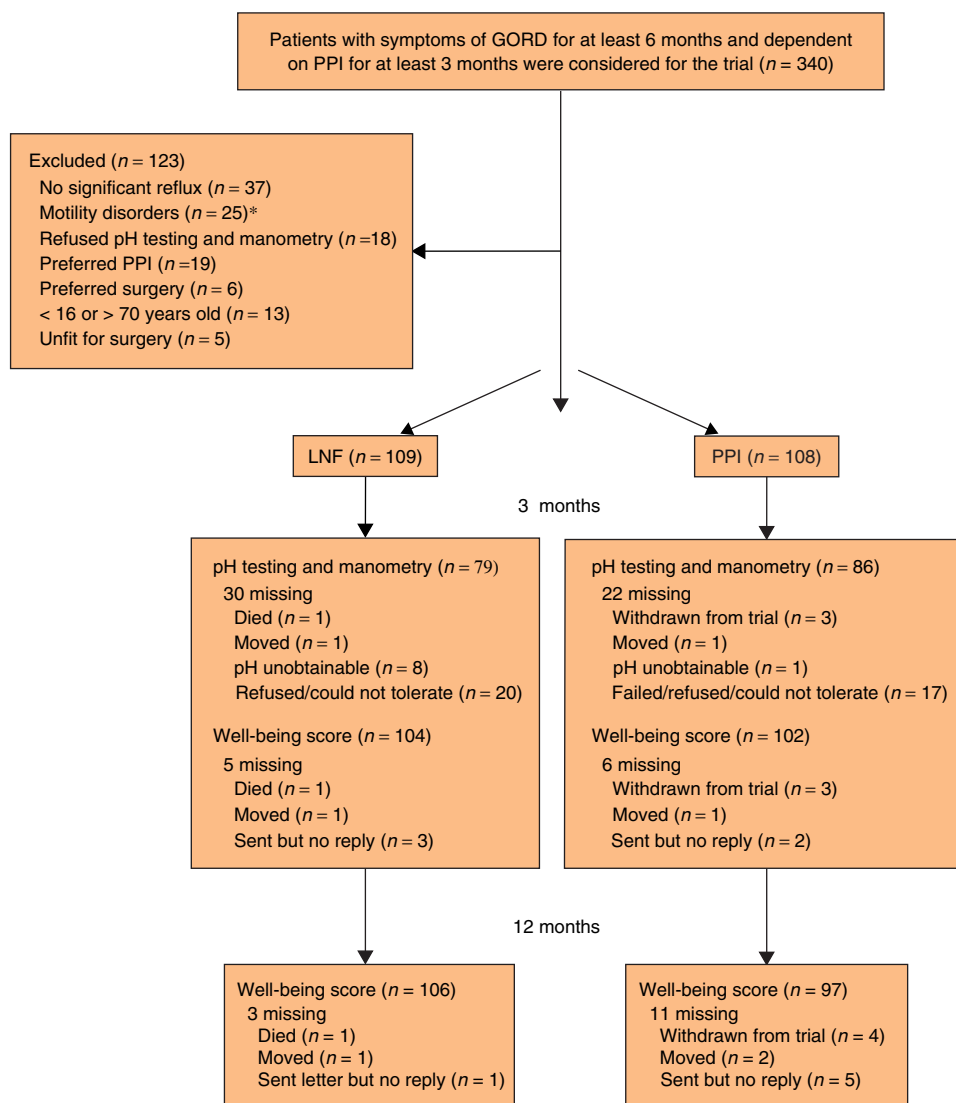 Patients with symptoms of GORD for at least 6 months and dependent
on PPI for at least 3 months were considered for the trial (n = 340)
Excluded (n = 123)
No significant reflux (n = 37)
Motility disorders (n = 25)*
Refused pH testing and manometry (n =18)
Preferred PPI (n =19)
Preferred surgery (n = 6)
< 16 or > 70 years old (n = 13)
Unfit for surgery (n = 5)
LNF (n = 109)
PPI (n = 108)
3 months
pH testing and manometry (n = 79)
30 missing
Died (n = 1)
Moved (n = 1)
pH unobtainable (n = 8)
Refused/could not tolerate (n = 20)
Well-being score (n = 104)
5 missing
Died (n = 1)
Moved (n = 1)
Sent but no reply (n = 3)
pH testing and manometry (n = 86)
22 missing
Withdrawn from trial (n = 3)
Moved (n = 1)
pH unobtainable (n = 1)
Failed/refused/could not tolerate (n = 17)
Well-being score (n = 102)
6 missing
Withdrawn from trial (n = 3)
Moved (n = 1)
Sent but no reply (n = 2)
12 months
Well-being score (n = 106)
3 missing
Died (n = 1)
Moved (n = 1)
Sent letter but no reply (n = 1)
Well-being score (n = 97)
11 missing
Withdrawn from trial (n = 4)
Moved (n = 2)
Sent but no reply (n = 5)